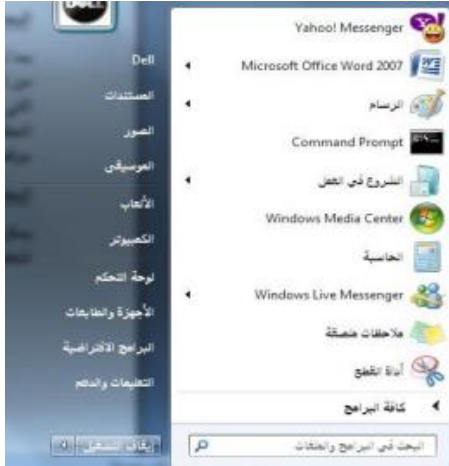 Yahoo! Messenger
Microsoft Office Word 2007
الرسام
Command Prompt
الشروع في العمل
Windows Media Center
الحاسبة
Windows Live Messenger
ملاحظات ملصقة
أداة القطع
كافة البرامج
البحث في البرامج والملفات
DELL
Dell
المستندات
الصور
الموسيقى
الألعاب
الكمبيوتر
لوحة التحكم
الأجهزة والطابعات
البرامج الافتراضية
التعليمات والدعم
إيقاف التشغيل